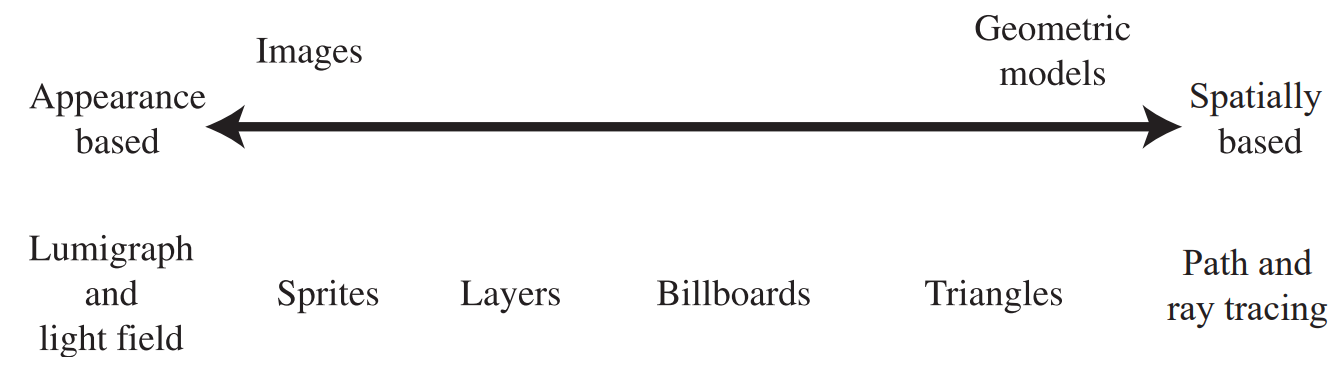 Images
Geometric
models
Appearance
based
Spatially
based
Lumigraph
and
light field
Sprites
Layers
Billboards
Triangles
Path and
ray tracing